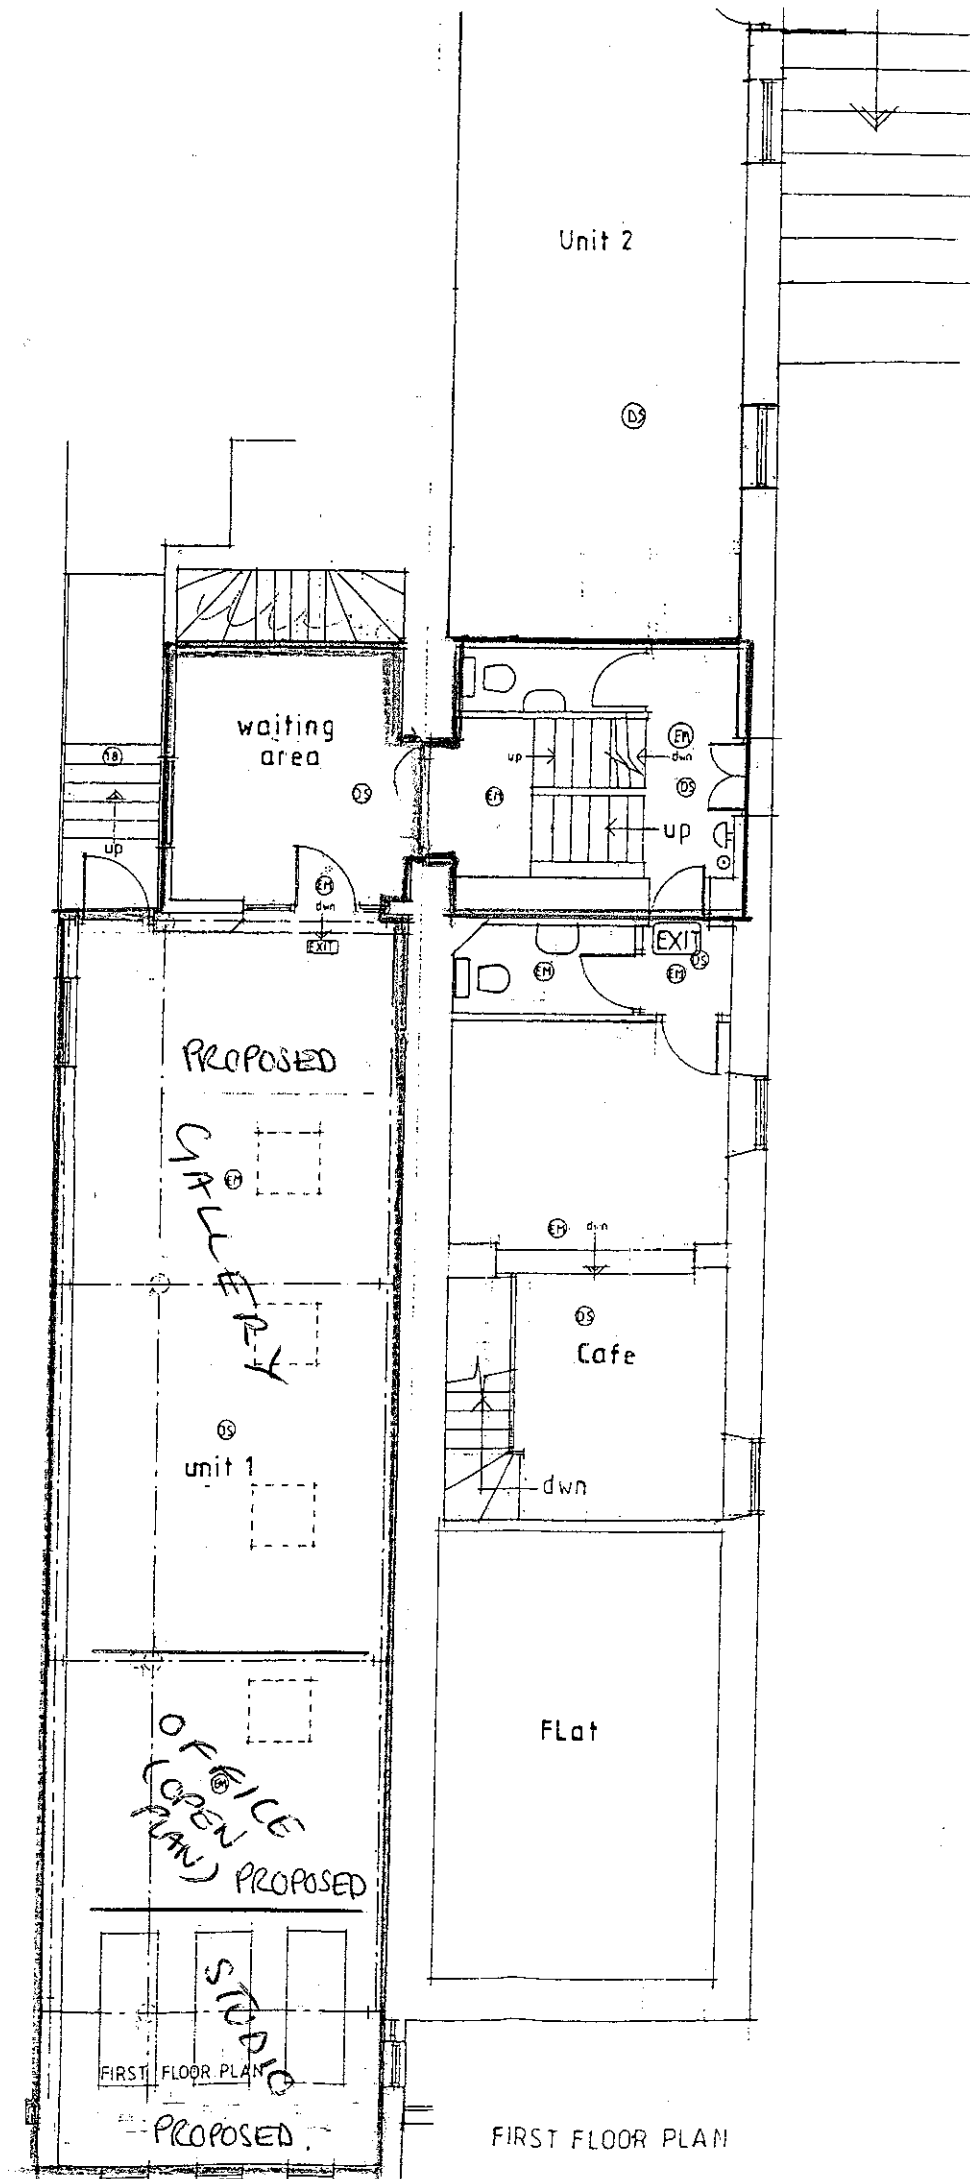 Unit 2
DS
waiting
area
18
up
DS
EM
dwn
EXIT
up
dwn
EM
EM
DS
up
EXIT
DS
EM
EM
PROPOSED
GALLERY
EM
EM
dwn
DS
Cafe
DS
unit 1
dwn
FLat
OFFICE
(OPEN
PLAN)
EM
PROPOSED
STUDIO
FIRST FLOOR PLAN
PROPOSED.
FIRST FLOOR PLAN